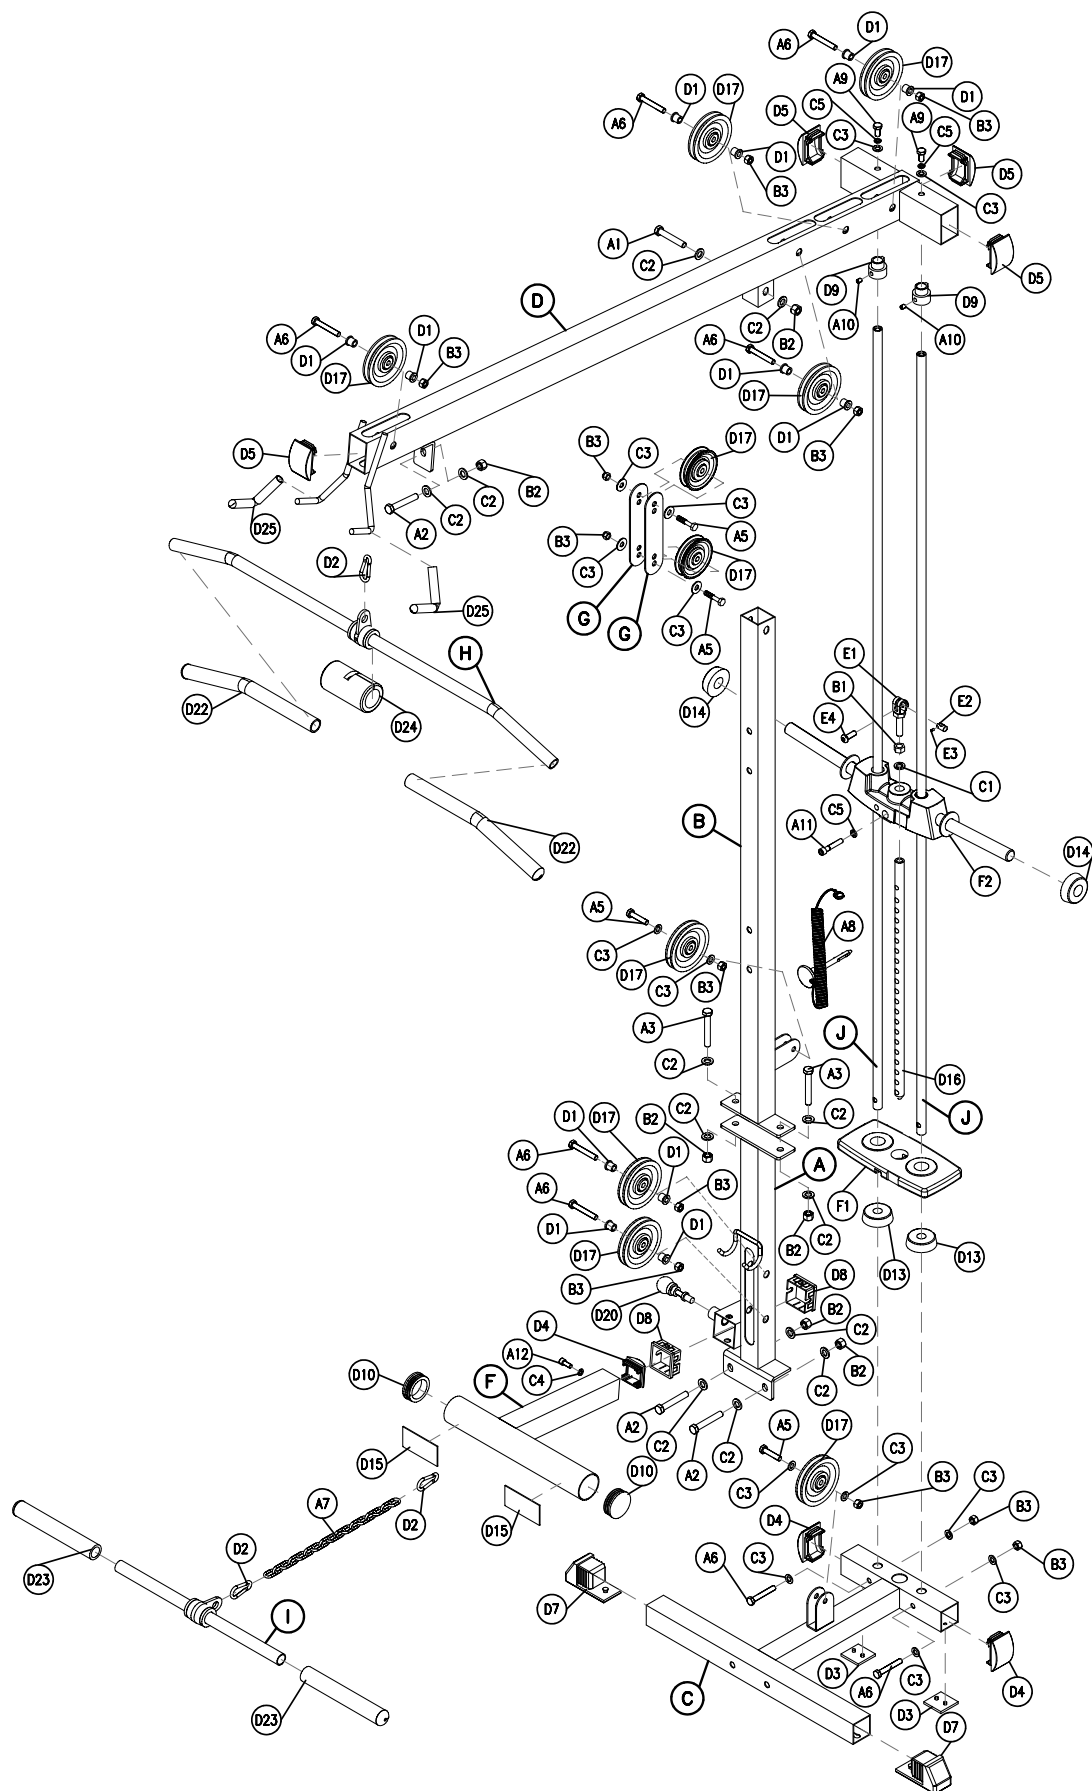 D1
A6
D17
A9
D1
D17
C5
D1
D5
A6
C3
A9
C5
B3
D1
B3
D5
C3
A1
C2
D5
D9
D
D9
C2
A10
B2
A10
A6
D1
D1
B3
A6
D17
D1
D17
D1
B3
D5
B3
C3
D17
B2
C2
C2
D25
A2
C3
B3
A5
D2
C3
D17
D25
G
G
C3
A5
E1
H
B1
D14
E2
D22
D24
E4
E3
C1
B
C5
A11
D22
D14
F2
A5
A8
C3
D17
C3
B3
A3
J
C2
A3
D16
D17
C2
C2
J
D1
B2
A6
D1
A
A6
B3
F1
D1
D1
C2
D17
B2
D13
D13
B3
D8
D20
D8
B2
D4
C2
A12
B2
D10
C4
F
C2
A2
C2
C2
A5
D17
A2
C3
D15
D10
C3
B3
C3
A7
D2
D15
B3
D4
D2
A6
C3
B3
D23
C3
D7
I
D3
C3
D4
A6
C
D23
D3
D7